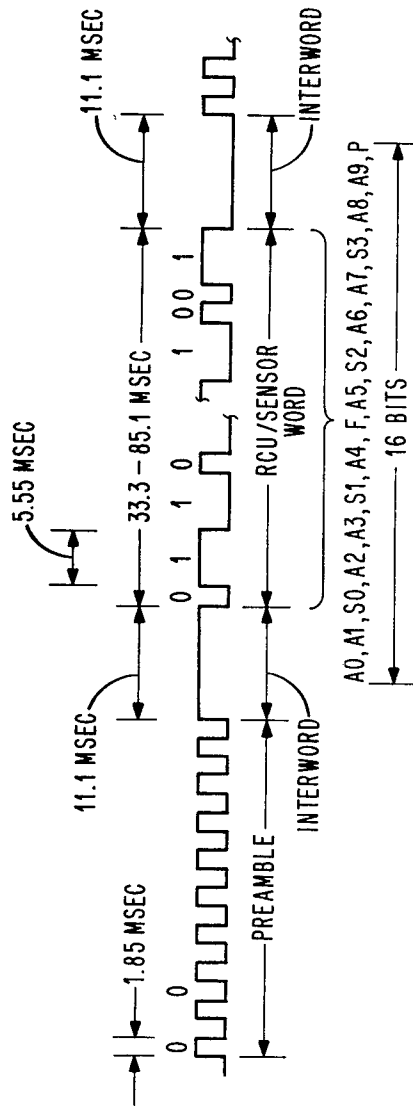 5.55 MSEC
11.1 MSEC
33.3-85.1 MSEC
11.1 MSEC
1.85 MSEC
0 0
0 1 1 0
1 0 0 1
PREAMBLE
INTERWORD
RCU/SENSOR
WORD
INTERWORD
A0, A1, S0, A2, A3, S1, A4, F, A5, S2, A6, A7, S3, A8, A9, P
16 BITS